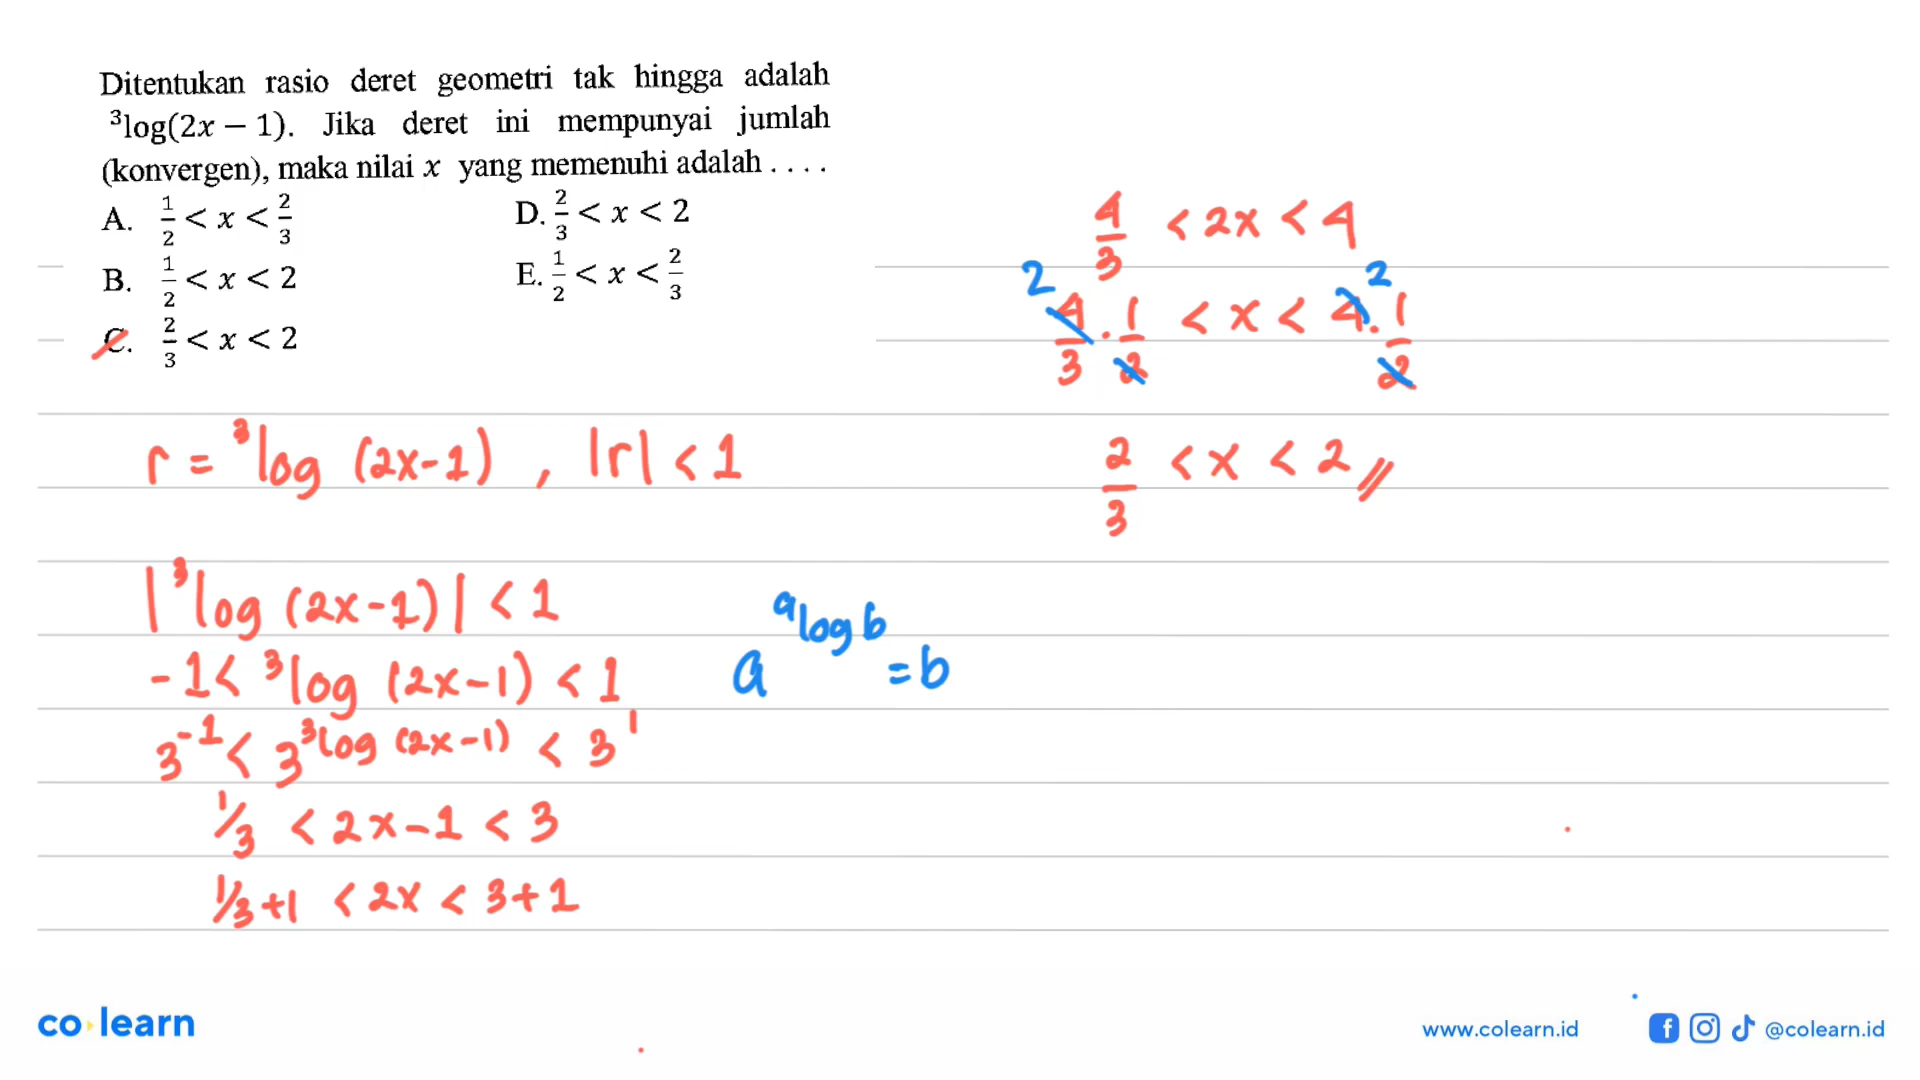 Ditentukan rasio deret geometri tak hingga adalah
³log(2x − 1). Jika deret ini mempunyai jumlah
(konvergen), maka nilai x yang memenuhi adalah . . . .
A. 1/2 < x < 2/3
D. 2/3 < x < 2
B. 1/2 < x < 2
E. 1/2 < x < 2/3
C. 2/3 < x < 2
r = ³log (2x-1) , |r| < 1
|³log (2x-1)| < 1
-1 < ³log (2x-1) < 1
3^-1 < 3^³log (2x-1) < 3^1
1/3 < 2x-1 < 3
1/3+1 < 2x < 3+1
a^ᵃlog b = b
4/3 < 2x < 4
2 2
4/3 . 1/2 < x < 4 . 1/2
2/3 < x < 2 //
co learn
www.colearn.id
@colearn.id